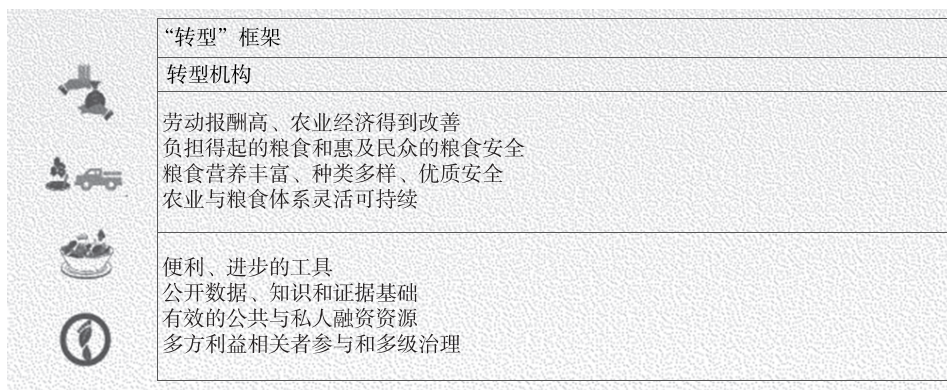 “转型”框架
转型机构
劳动报酬高、农业经济得到改善
负担得起的粮食和惠及民众的粮食安全
粮食营养丰富、种类多样、优质安全
农业与粮食体系灵活可持续
便利、进步的工具
公开数据、知识和证据基础
有效的公共与私人融资资源
多方利益相关者参与和多级治理